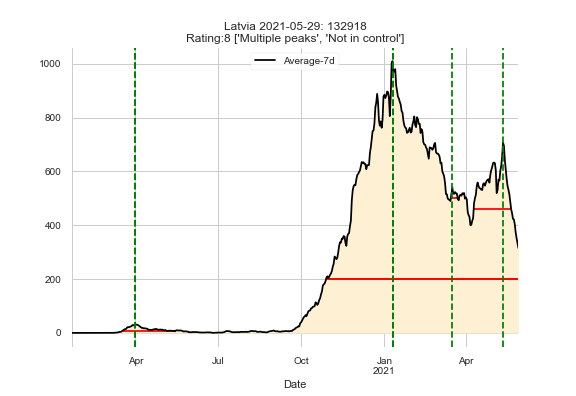 Latvia 2021-05-29: 132918
Rating:8 ['Multiple peaks', 'Not in control']
Average-7d
1000
800
600
400
200
0
Apr
Jul
Oct
Jan
2021
Apr
Date